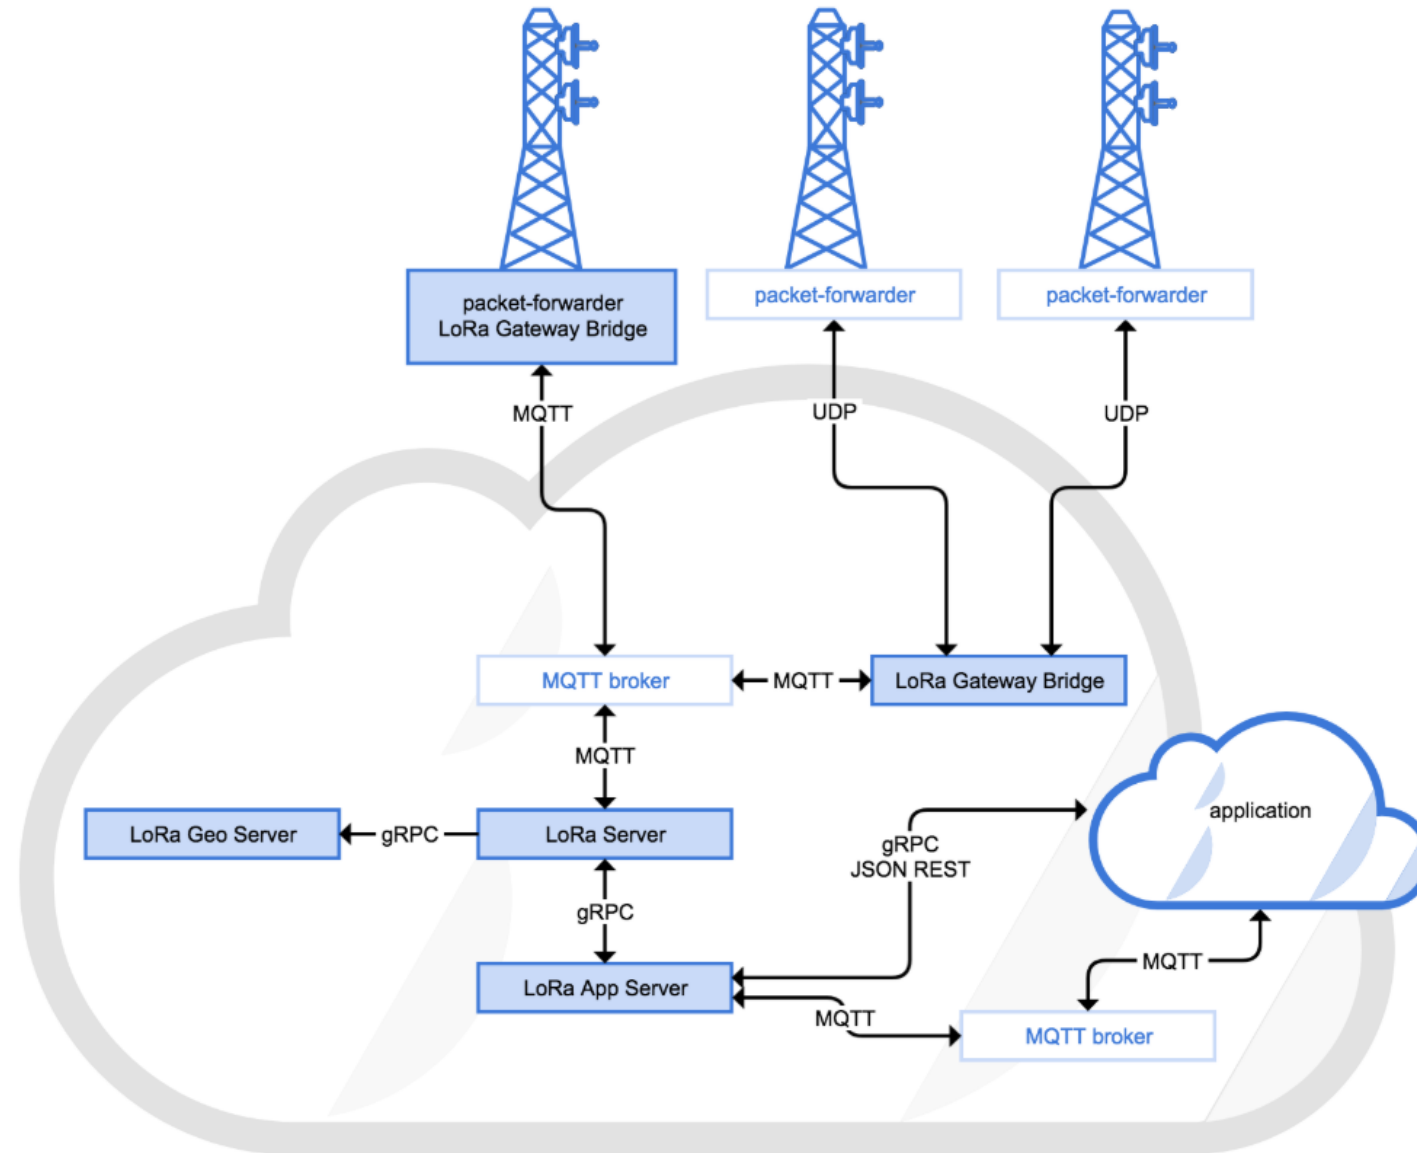 packet-forwarder
LoRa Gateway Bridge
packet-forwarder
packet-forwarder
MQTT
UDP
UDP
MQTT broker
MQTT
LoRa Gateway Bridge
MQTT
LoRa Geo Server
gRPC
LoRa Server
application
gRPC
JSON REST
gRPC
LoRa App Server
MQTT
MQTT
MQTT broker